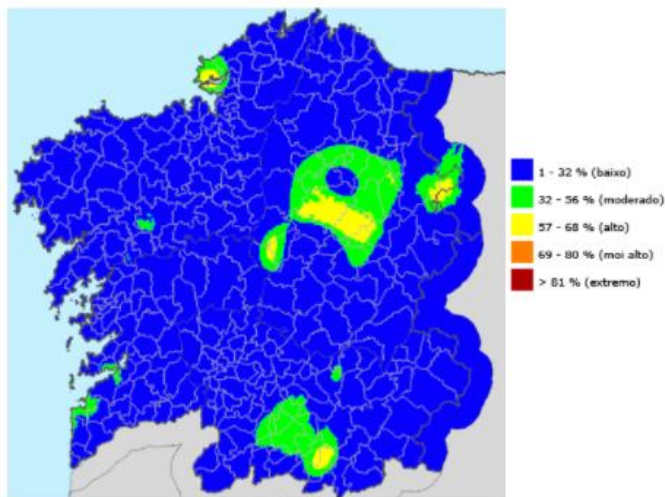 1 - 32 % (baixo)
32 - 56 % (moderado)
57 - 68 % (alto)
69 - 80 % (moi alto)
> 81 % (extremo)